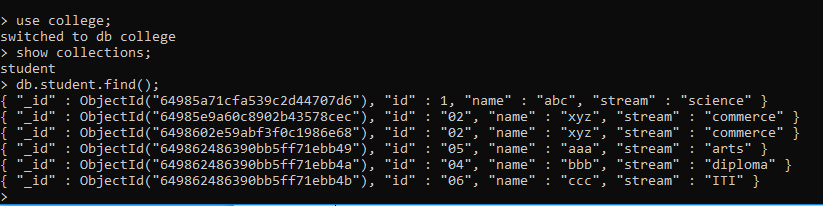 > use college;
switched to db college
> show collections;
student
> db.student.find();
{ "_id" : ObjectId("64985a71cfa539c2d44707d6"), "id" : 1, "name" : "abc", "stream" : "science" }
{ "_id" : ObjectId("64985e9a60c8902b43578cec"), "id" : "02", "name" : "xyz", "stream" : "commerce" }
{ "_id" : ObjectId("6498602e59abf3f0c1986e68"), "id" : "02", "name" : "xyz", "stream" : "commerce" }
{ "_id" : ObjectId("649862486390bb5ff71ebb49"), "id" : "05", "name" : "aaa", "stream" : "arts" }
{ "_id" : ObjectId("649862486390bb5ff71ebb4a"), "id" : "04", "name" : "bbb", "stream" : "diploma" }
{ "_id" : ObjectId("649862486390bb5ff71ebb4b"), "id" : "06", "name" : "ccc", "stream" : "ITI" }
>